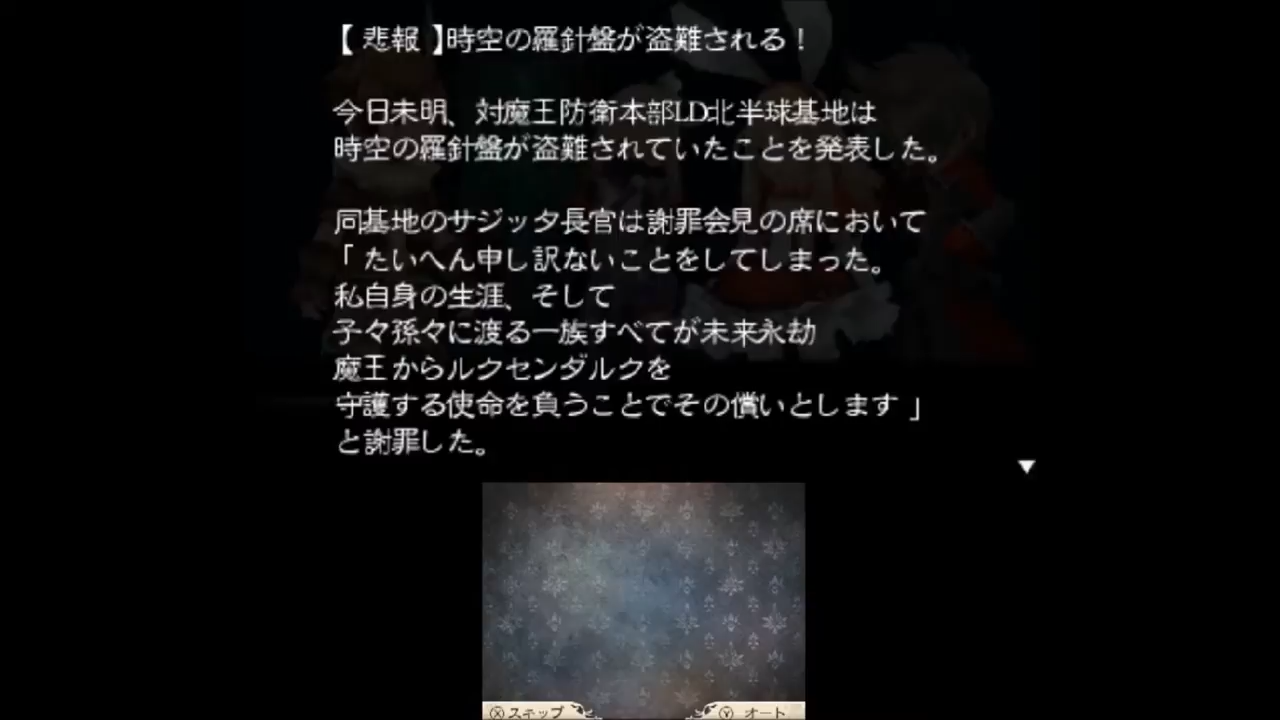 【 悲報 】時空の羅針盤が盗難される！
今日未明、対魔王防衛本部LD北半球基地は
時空の羅針盤が盗難されていたことを発表した。
同基地のサジッタ長官は謝罪会見の席において
「 たいへん申し訳ないことをしてしまった。
私自身の生涯、そして
子々孫々に渡る一族すべてが未来永劫
魔王からルクセンダルクを
守護する使命を負うことでその償いとします 」
と謝罪した。
Ⓧ スキップ
Ⓨ オート